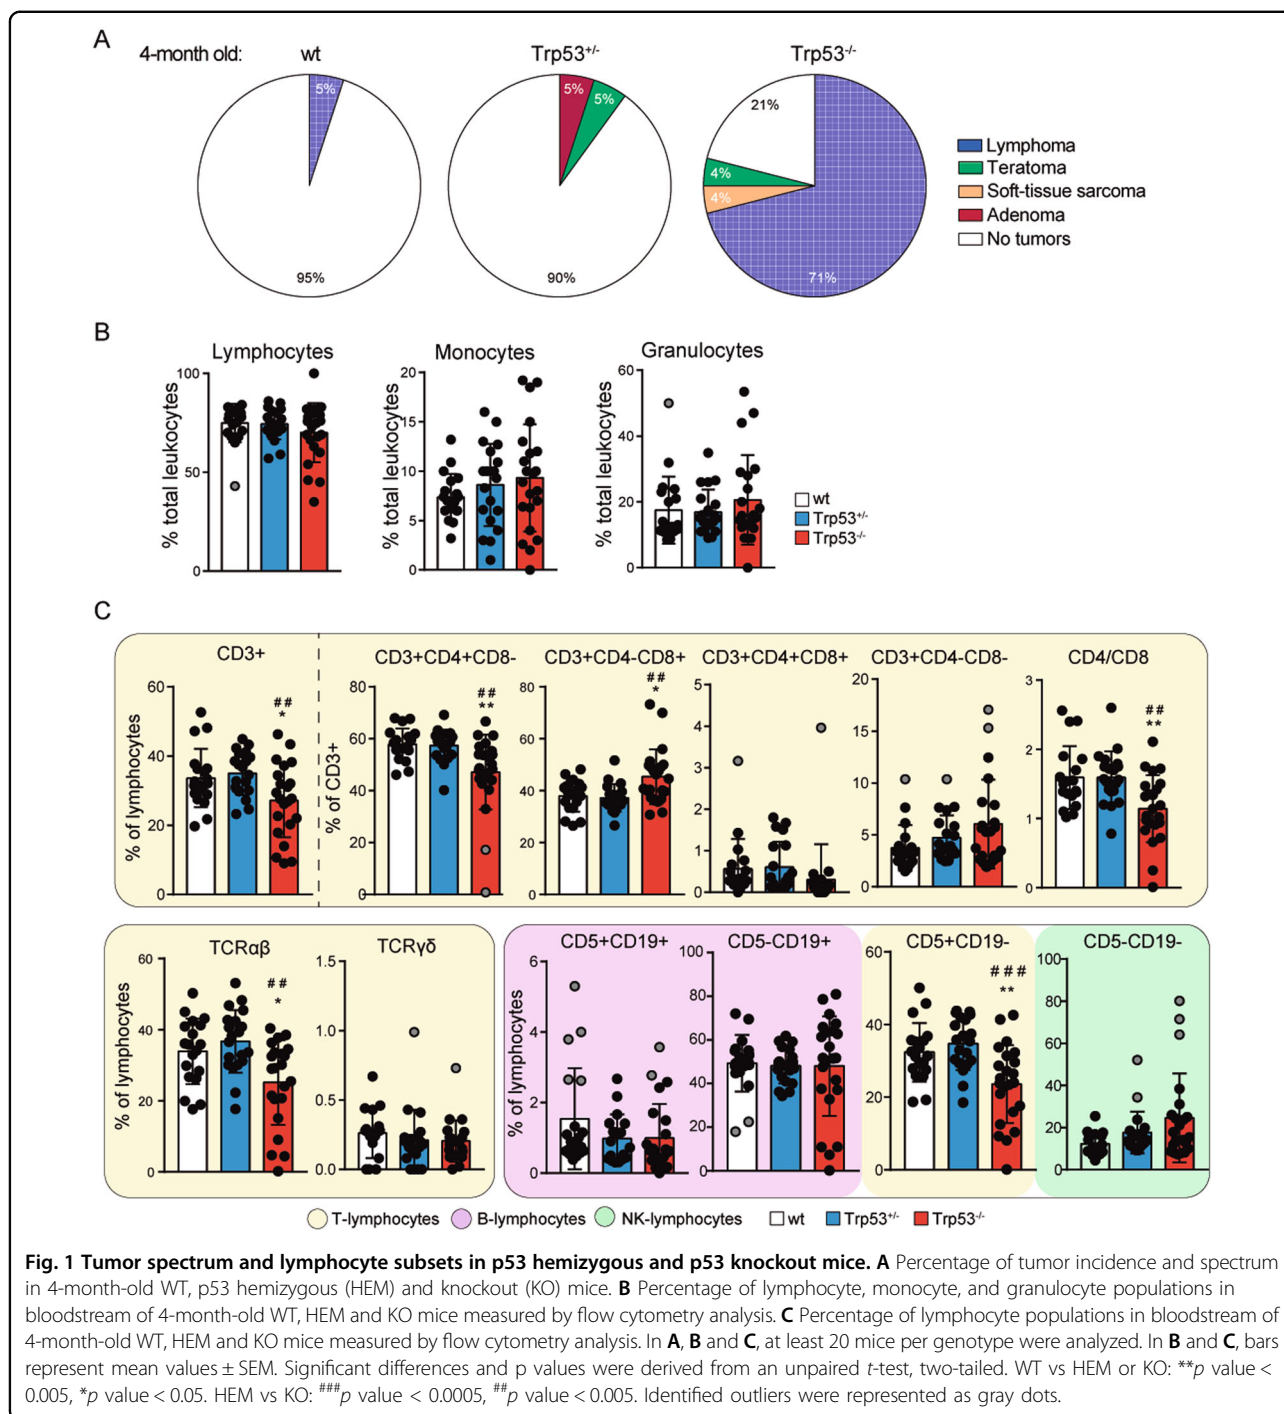 A
4-month old: wt Trp53+/- Trp53-/-
5%
95%
5%
5%
90%
21%
4%
4%
71%
Lymphoma
Teratoma
Soft-tissue sarcoma
Adenoma
No tumors
B
Lymphocytes
% total leukocytes
100
50
0
Monocytes
% total leukocytes
20
15
10
5
0
Granulocytes
% total leukocytes
60
40
20
0
wt
Trp53+/-
Trp53-/-
C
CD3+
% of lymphocytes
60
40
20
0
##
*
CD3+CD4+CD8-
% of CD3+
80
60
40
20
0
##
**
CD3+CD4-CD8+
80
60
40
20
0
##
*
CD3+CD4+CD8+
5
4
3
2
1
0
CD3+CD4-CD8-
20
15
10
5
0
CD4/CD8
3
2
1
0
##
**
TCRαβ
% of lymphocytes
60
40
20
0
##
*
TCRγδ
1.5
1.0
0.5
0.0
CD5+CD19+
% of lymphocytes
6
4
2
0
CD5-CD19+
100
80
60
40
20
0
CD5+CD19-
60
40
20
0
###
**
CD5-CD19-
100
80
60
40
20
0
T-lymphocytes B-lymphocytes NK-lymphocytes wt Trp53+/- Trp53-/-
Fig. 1 Tumor spectrum and lymphocyte subsets in p53 hemizygous and p53 knockout mice. A Percentage of tumor incidence and spectrum
in 4-month-old WT, p53 hemizygous (HEM) and knockout (KO) mice. B Percentage of lymphocyte, monocyte, and granulocyte populations in
bloodstream of 4-month-old WT, HEM and KO mice measured by flow cytometry analysis. C Percentage of lymphocyte populations in bloodstream of
4-month-old WT, HEM and KO mice measured by flow cytometry analysis. In A, B and C, at least 20 mice per genotype were analyzed. In B and C, bars
represent mean values ± SEM. Significant differences and p values were derived from an unpaired t-test, two-tailed. WT vs HEM or KO: **p value <
0.005, *p value < 0.05. HEM vs KO: ###p value < 0.0005, ##p value < 0.005. Identified outliers were represented as gray dots.